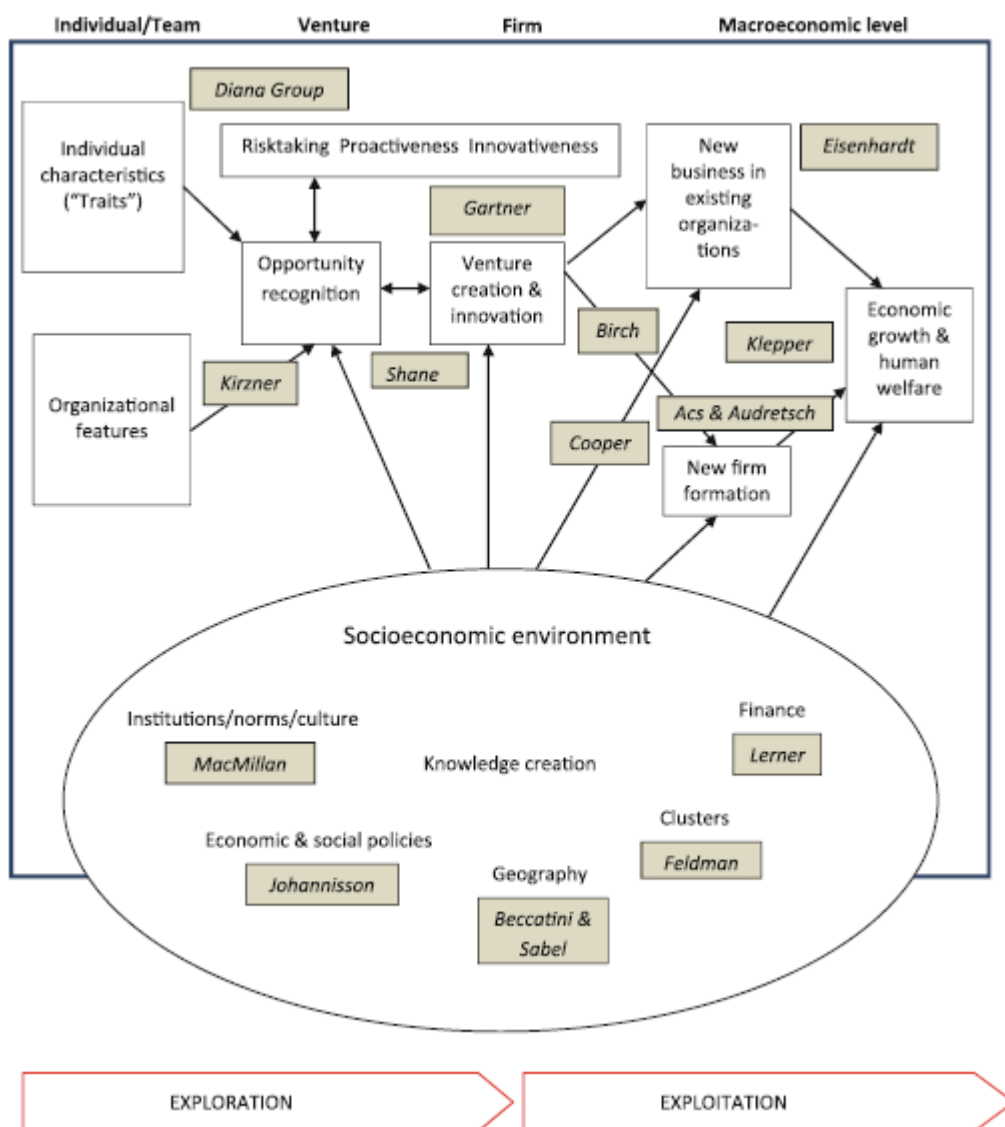 Individual/Team Venture Firm Macroeconomic level
Diana Group
Individual
characteristics
("Traits")
Risktaking Proactiveness Innovativeness
New
business in
existing
organiza-
tions
Eisenhardt
Gartner
Opportunity
recognition
Venture
creation &
innovation
Birch
Klepper
Economic
growth &
human
welfare
Kirzner
Shane
Organizational
features
Acs & Audretsch
Cooper
New firm
formation
Socioeconomic environment
Institutions/norms/culture
MacMillan
Knowledge creation
Finance
Lerner
Economic & social policies
Johannisson
Clusters
Feldman
Geography
Beccatini &
Sabel
EXPLORATION
EXPLOITATION